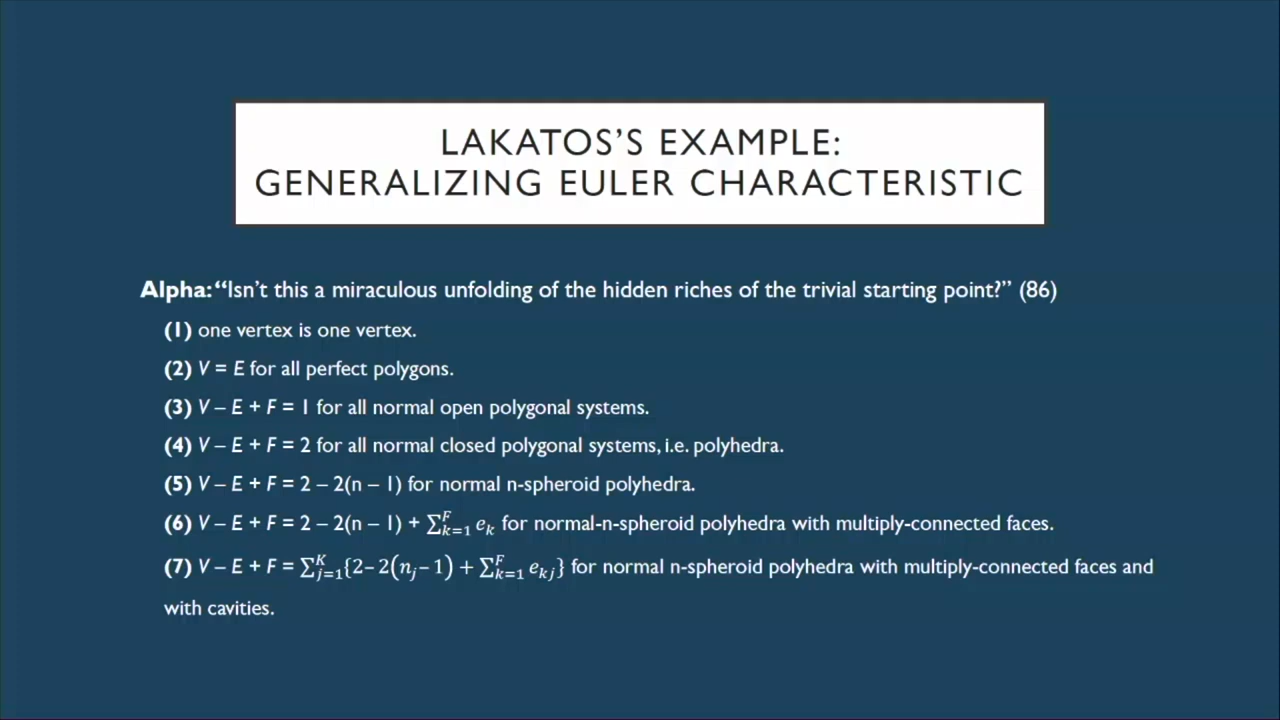 LAKATOS'S EXAMPLE:
GENERALIZING EULER CHARACTERISTIC
Alpha: “Isn't this a miraculous unfolding of the hidden riches of the trivial starting point?” (86)
(1) one vertex is one vertex.
(2) V = E for all perfect polygons.
(3) V – E + F = 1 for all normal open polygonal systems.
(4) V – E + F = 2 for all normal closed polygonal systems, i.e. polyhedra.
(5) V – E + F = 2 – 2(n – 1) for normal n-spheroid polyhedra.
(6) V – E + F = 2 – 2(n – 1) + ∑_{k=1}^{F} e_k for normal-n-spheroid polyhedra with multiply-connected faces.
(7) V – E + F = ∑_{j=1}^{K}{2–2(n_j–1) + ∑_{k=1}^{F} e_{kj}} for normal n-spheroid polyhedra with multiply-connected faces and
with cavities.